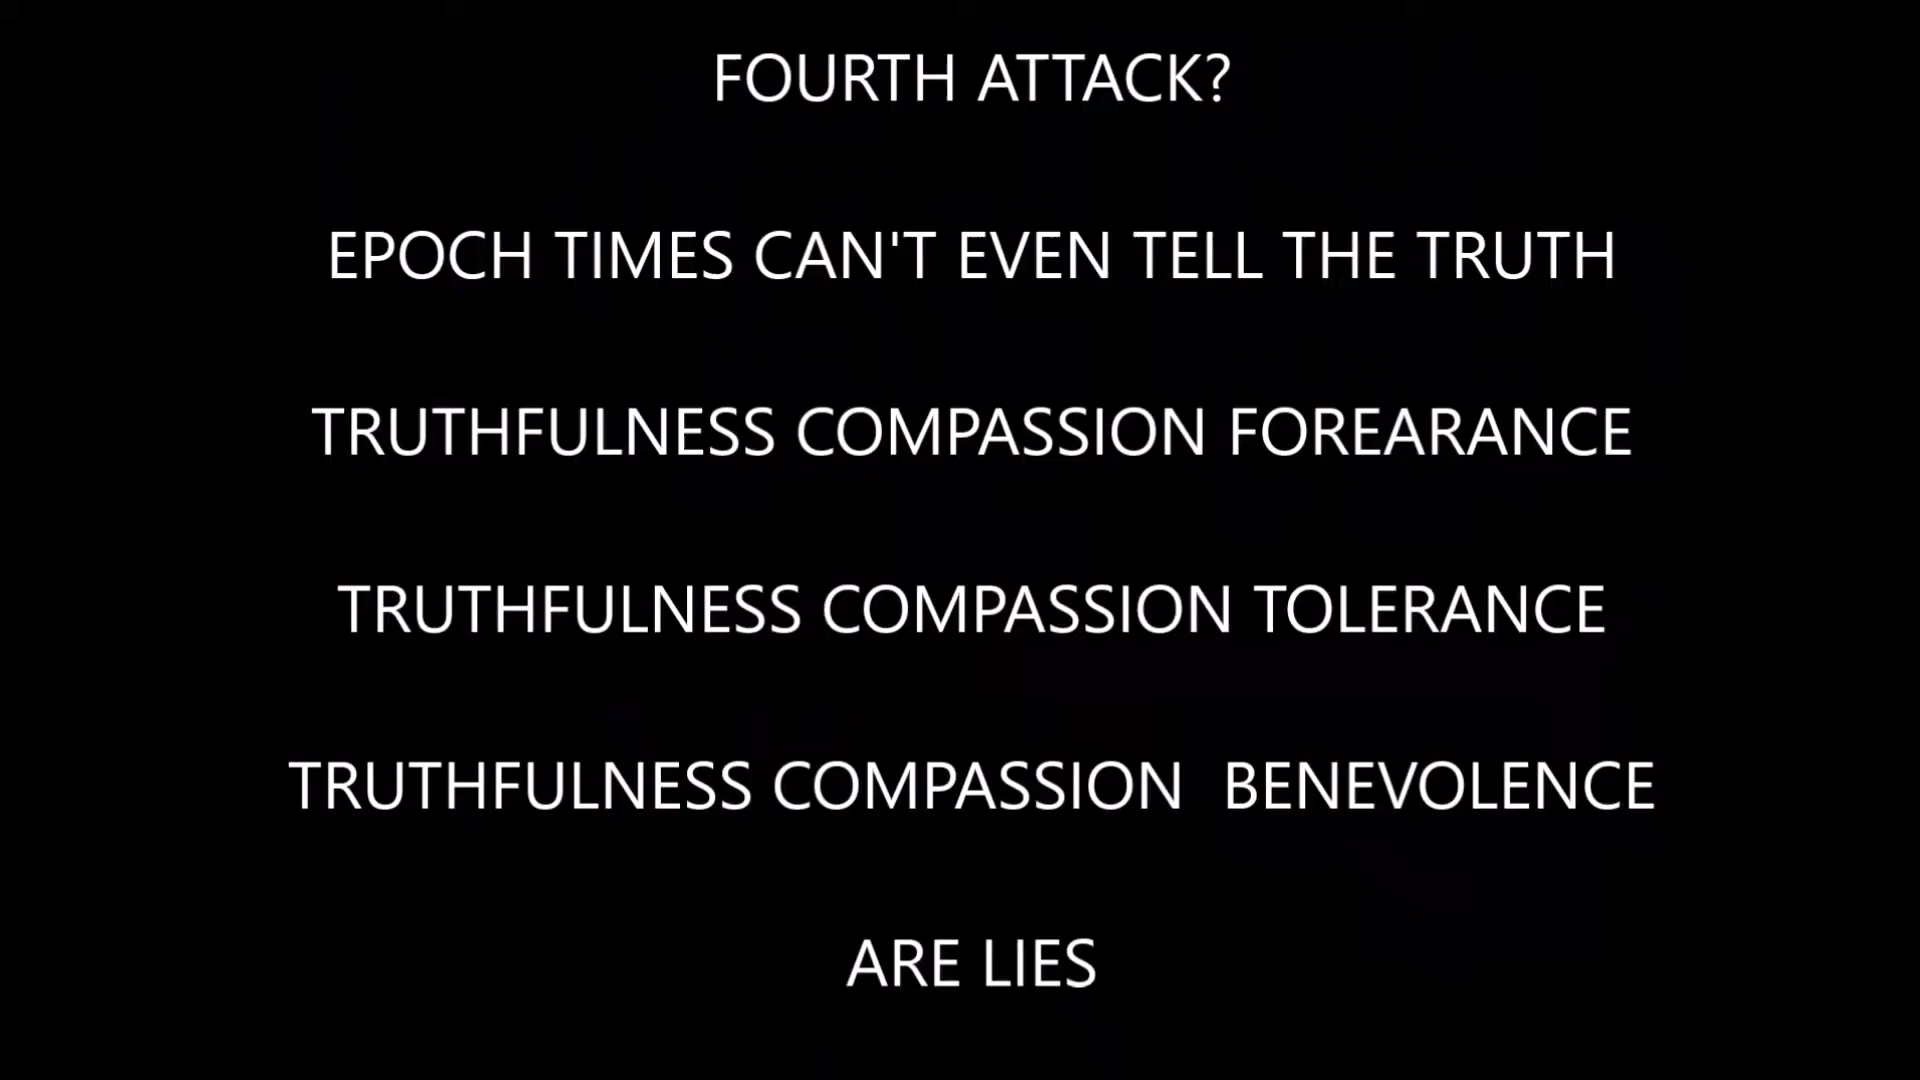 FOURTH ATTACK?
EPOCH TIMES CAN'T EVEN TELL THE TRUTH
TRUTHFULNESS COMPASSION FOREARANCE
TRUTHFULNESS COMPASSION TOLERANCE
TRUTHFULNESS COMPASSION  BENEVOLENCE
ARE LIES